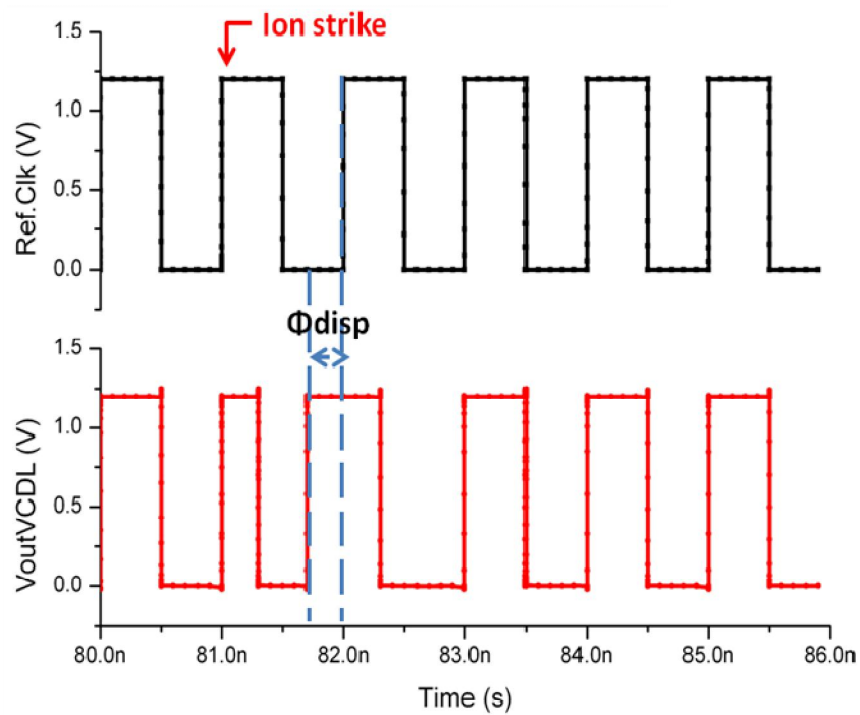 Ion strike
1.5
1.0
0.5
0.0
Ref.Clk (V)
Φdisp
1.5
1.0
0.5
0.0
VoutVCDL (V)
80.0n 81.0n 82.0n 83.0n 84.0n 85.0n 86.0n
Time (s)